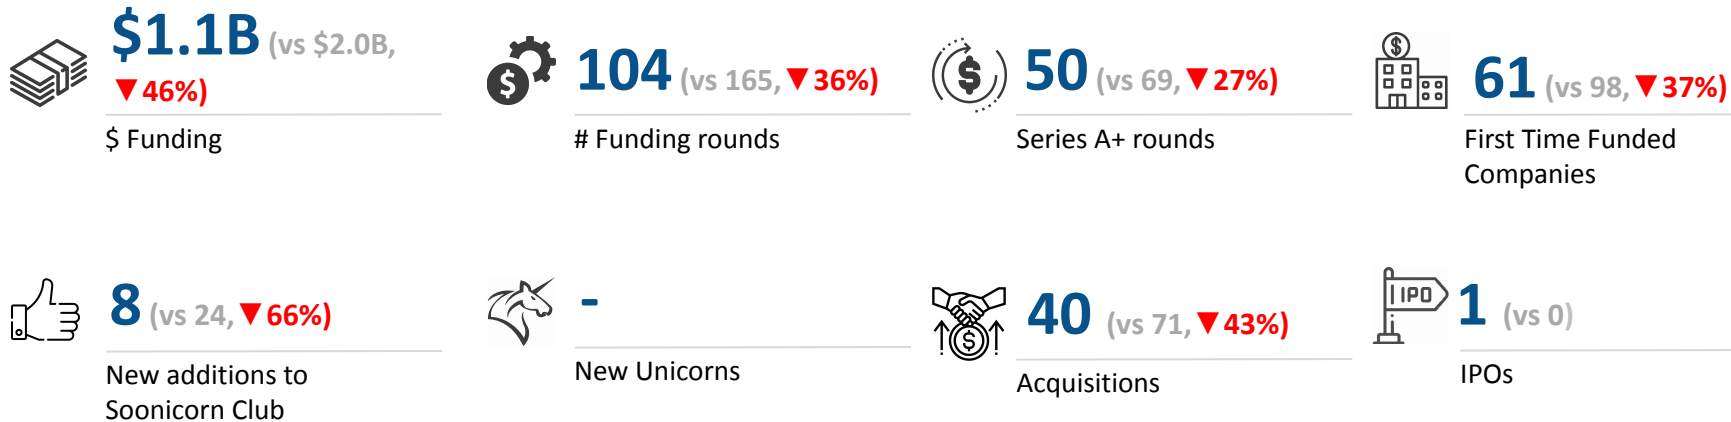 $1.1B (vs $2.0B,
▼46%)
$ Funding
104 (vs 165, ▼36%)
# Funding rounds
50 (vs 69, ▼27%)
Series A+ rounds
61 (vs 98, ▼37%)
First Time Funded
Companies
8 (vs 24, ▼66%)
New additions to
Soonicorn Club
-
New Unicorns
40 (vs 71, ▼43%)
Acquisitions
IPO
1 (vs 0)
IPOs